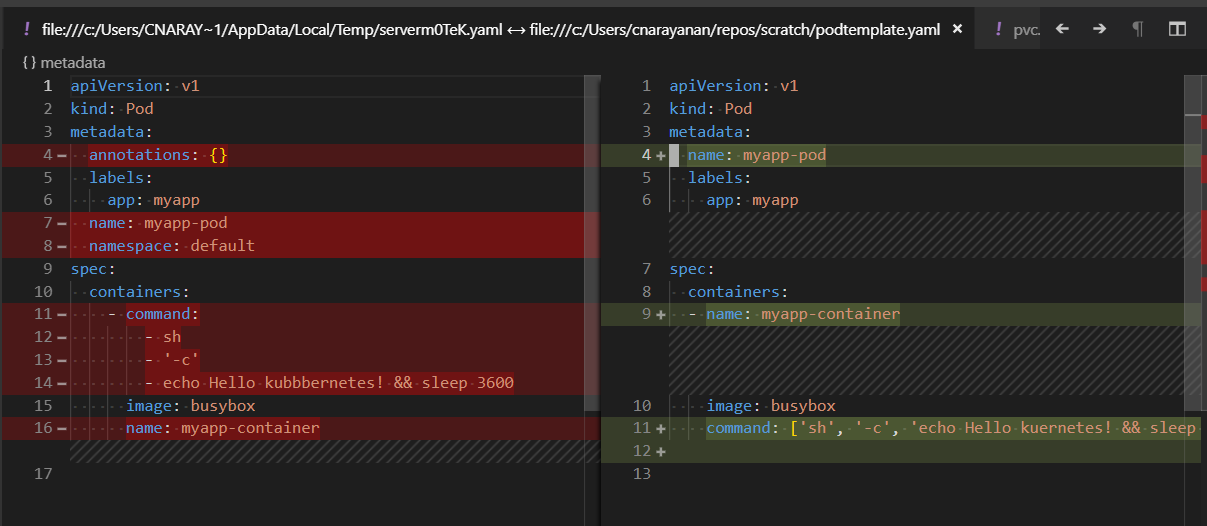 ! file:///c:/Users/CNARAY~1/AppData/Local/Temp/serverm0TeK.yaml ↔ file:///c:/Users/cnarayanan/repos/scratch/podtemplate.yaml × ! pvc.
{} metadata
1 apiVersion: v1
2 kind: Pod
3 metadata:
4 - annotations: {}
5 labels:
6 app: myapp
7 - name: myapp-pod
8 - namespace: default
9 spec:
10 containers:
11 - - command:
12 - - sh
13 - - '-c'
14 - - echo Hello kubbbernetes! && sleep 3600
15 image: busybox
16 - name: myapp-container
17
1 apiVersion: v1
2 kind: Pod
3 metadata:
4 + name: myapp-pod
5 labels:
6 app: myapp
7 spec:
8 containers:
9 + - name: myapp-container
10 image: busybox
11 + command: ['sh', '-c', 'echo Hello kuernetes! && sleep
12 +
13